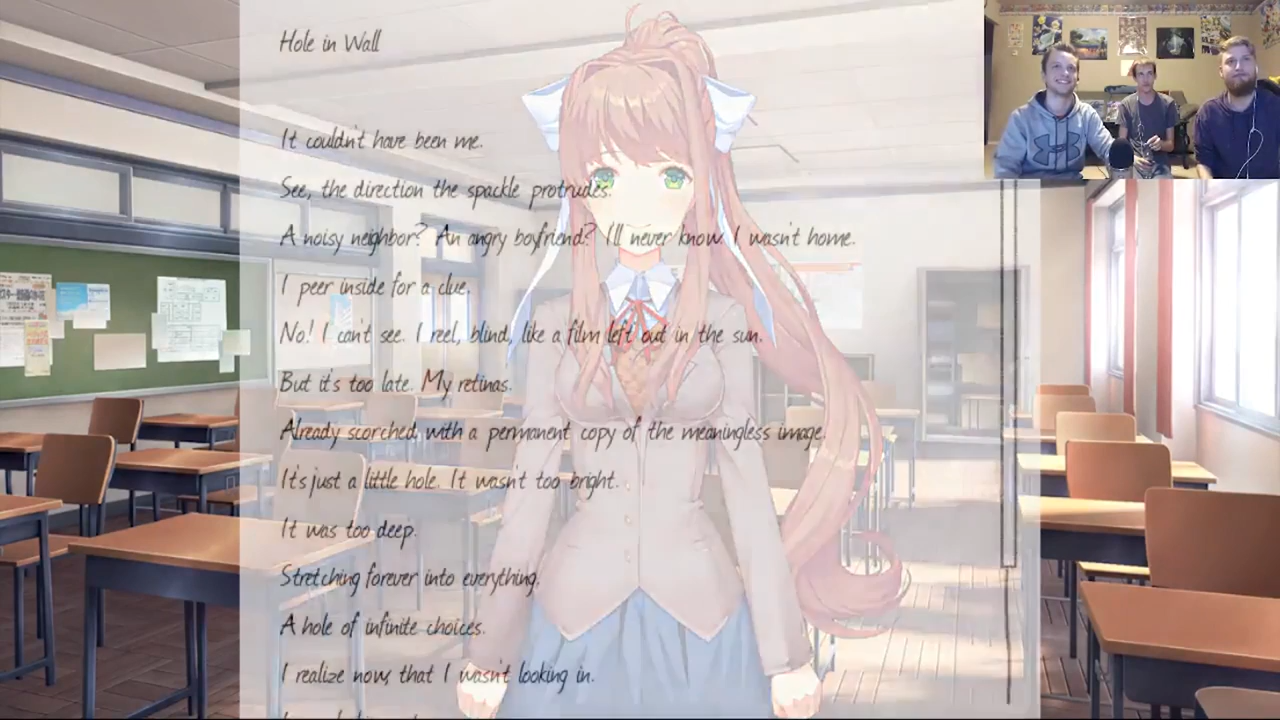 Hole in Wall
It couldn't have been me.
See, the direction the spackle protrudes.
A noisy neighbor? An angry boyfriend? I'll never know. I wasn't home.
I peer inside for a clue.
No! I can't see. I reel, blind, like a film left out in the sun.
But it's too late. My retinas.
Already scorched with a permanent copy of the meaningless image.
It's just a little hole. It wasn't too bright.
It was too deep.
Stretching forever into everything.
A hole of infinite choices.
I realize now, that I wasn't looking in.